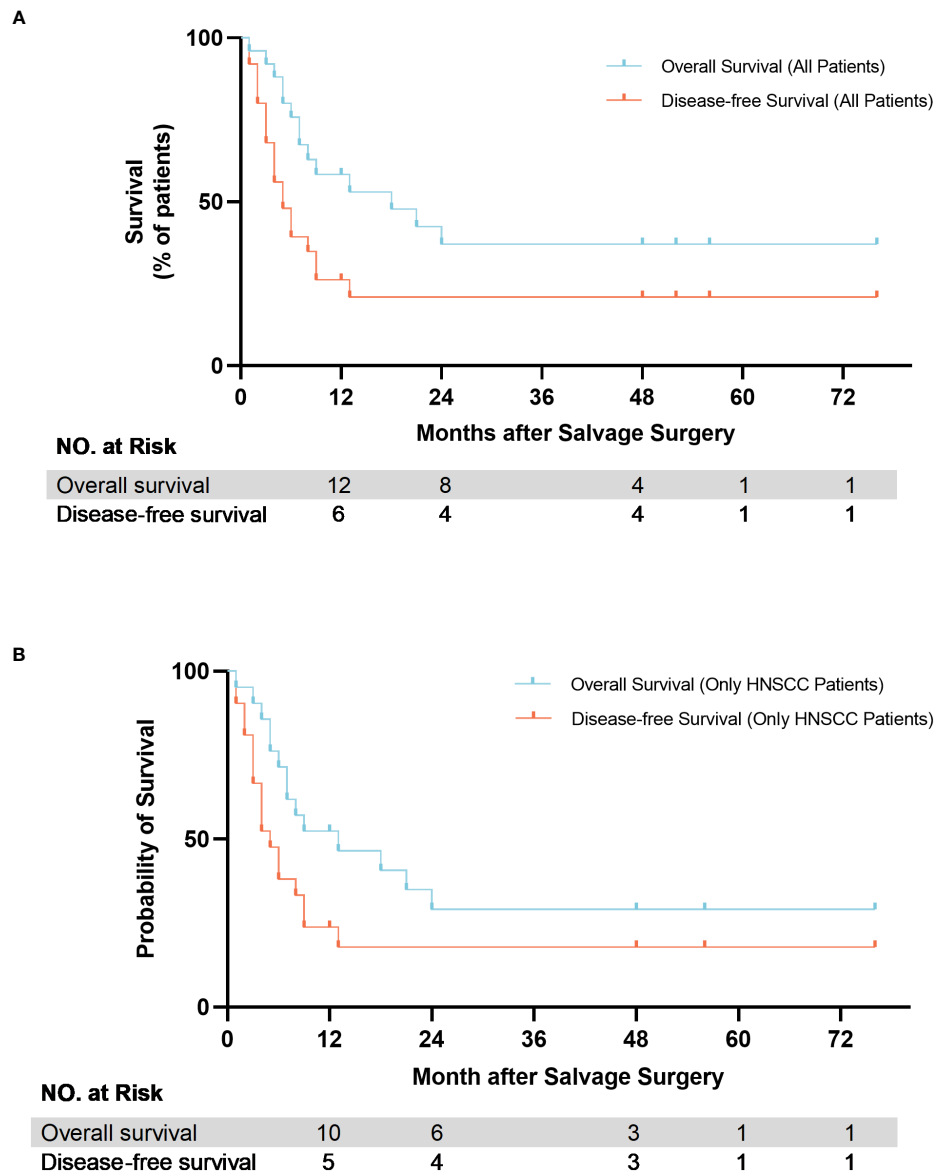 A
100
50
0
Survival
(% of patients)
Overall Survival (All Patients)
Disease-free Survival (All Patients)
0 12 24 36 48 60 72
Months after Salvage Surgery
NO. at Risk
Overall survival 12 8 4 1 1
Disease-free survival 6 4 4 1 1
B
100
50
0
Probability of Survival
Overall Survival (Only HNSCC Patients)
Disease-free Survival (Only HNSCC Patients)
0 12 24 36 48 60 72
Month after Salvage Surgery
NO. at Risk
Overall survival 10 6 3 1 1
Disease-free survival 5 4 3 1 1